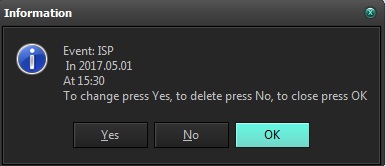 Information
Event: ISP
In 2017.05.01
At 15:30
To change press Yes, to delete press No, to close press OK
Yes
No
OK